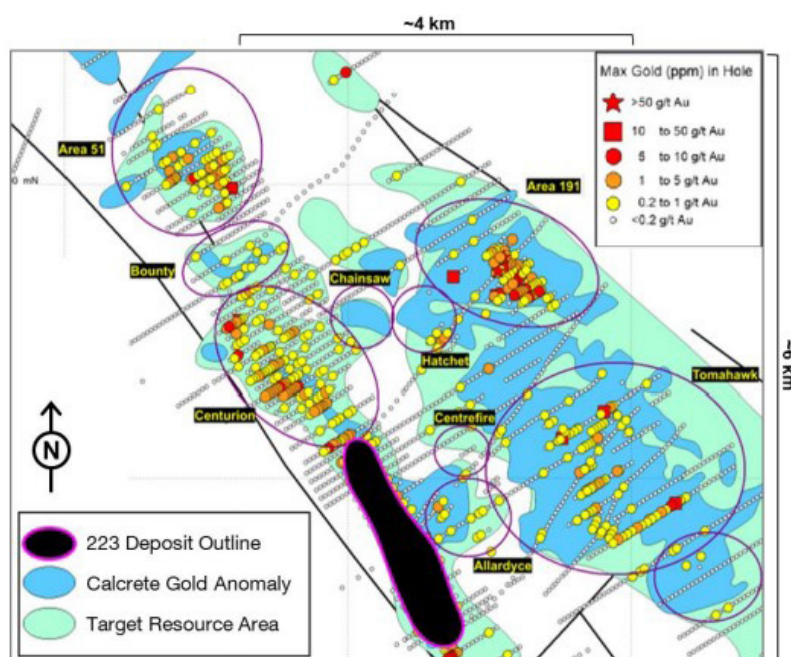 ~4 km
Max Gold (ppm) in Hole
>50 g/t Au
10 to 50 g/t Au
5 to 10 g/t Au
1 to 5 g/t Au
0.2 to 1 g/t Au
<0.2 g/t Au
Area 51
0 mN
Area 191
Bounty
Chainsaw
Hatchet
~6 km
Tomahawk
Centurion
Centrefire
N
Allardyce
223 Deposit Outline
Calcrete Gold Anomaly
Target Resource Area